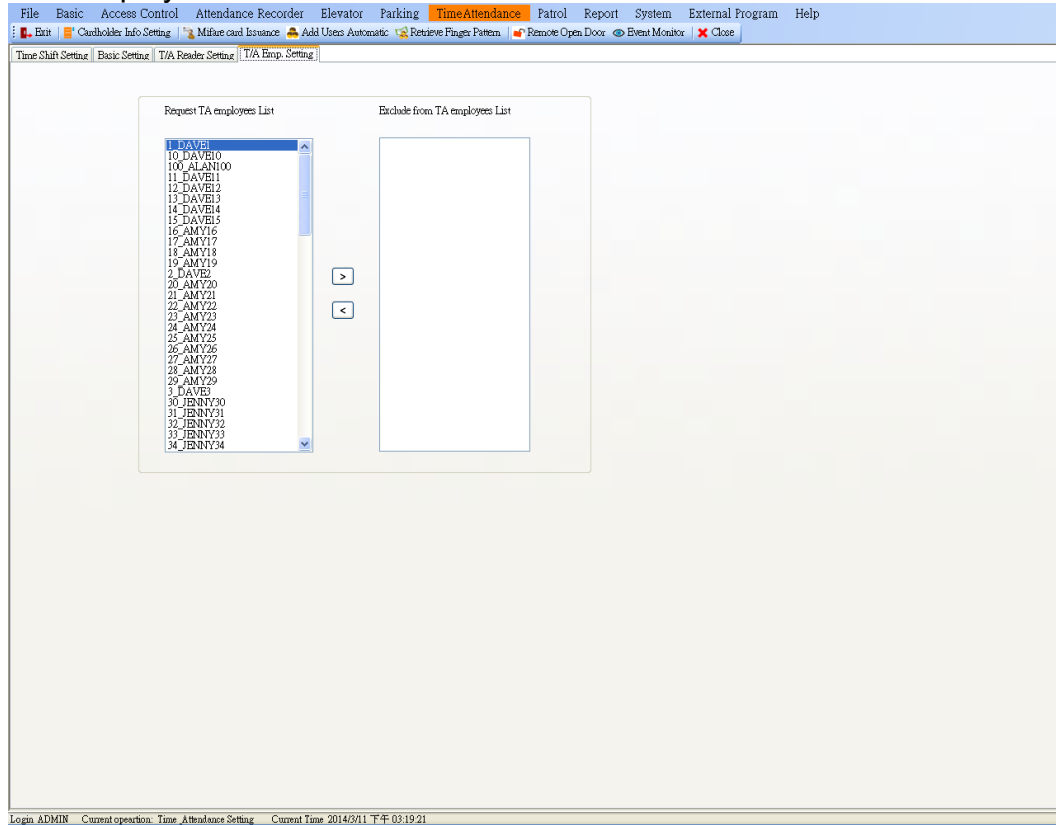 File Basic Access Control Attendance Recorder Elevator Parking TimeAttendance Patrol Report System External Program Help
Exit Cardholder Info Setting Mifare card Issuance Add Users Automatic Retrieve Finger Pattern Remote Open Door Event Monitor Close
Time Shift Setting Basic Setting T/A Reader Setting T/A Emp. Setting
Request TA employees List Exclude from TA employees List
1_DAVE1
10_DAVE10
100_ALAN100
11_DAVE11
12_DAVE12
13_DAVE13
14_DAVE14
15_DAVE15
16_AMY16
17_AMY17
18_AMY18
19_AMY19
2_DAVE2
20_AMY20
21_AMY21
22_AMY22
23_AMY23
24_AMY24
25_AMY25
26_AMY26
27_AMY27
28_AMY28
29_AMY29
3_DAVE3
30_JENNY30
31_JENNY31
32_JENNY32
33_JENNY33
34_JENNY34
>
<
Login ADMIN Current opeartion: Time_Attendance Setting Current Time 2014/3/11 下午 03:19:21